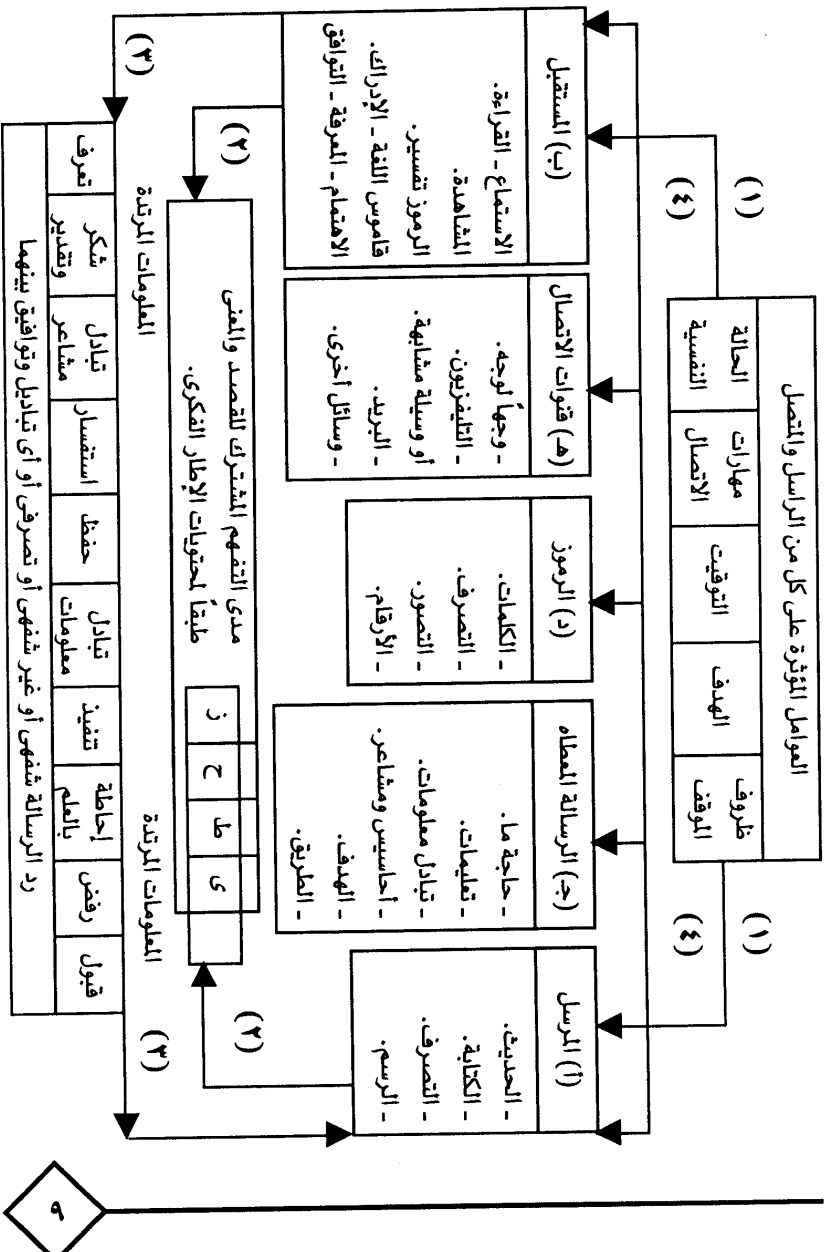 العوامل المؤثرة على كل من الراسل والمتصل
ظروف الموقف
الهدف
التوقيت
مهارات الاتصال
الحالة النفسية
(١)
(٤)
(١)
(٤)
(أ) المرسل
- الحديث.
- الكتابة.
- التصرف.
- الرسم.
(جـ) الرسالة المعطاه
- حاجة ما.
- تعليمات.
- تبادل معلومات.
- أحاسيس ومشاعر.
- الهدف.
- الطريق.
(د) الرموز
- الكلمات.
- التصرف.
- التصور.
- الأرقام.
(هـ) قنوات الاتصال
- وجهاً لوجه.
- التليفزيون.
أو وسيلة مشابهة.
- البريد.
- وسائل أخرى.
(ب) المستقبل
الاستماع - القراءة.
المشاهدة.
الرموز تفسير.
قاموس اللغة - الإدراك.
الاهتمام - المعرفة - التوافق
(٢)
(٢)
مدى التفهم المشترك للقصد والمعنى
طبقاً لمحتويات الإطار الفكرى.
ى
ط
ح
ز
(٣)
المعلومات المرتدة
المعلومات المرتدة
(٣)
قبول
رفض
إحاطة بالعلم
تنفيذ
تبادل معلومات
حفظ
استفسار
تبادل مشاعر
شكر وتقدير
تعرف
رد الرسالة شفهى أو غير شفهى أو تصرفى أو أى تباديل وتوافيق بينهما
٩